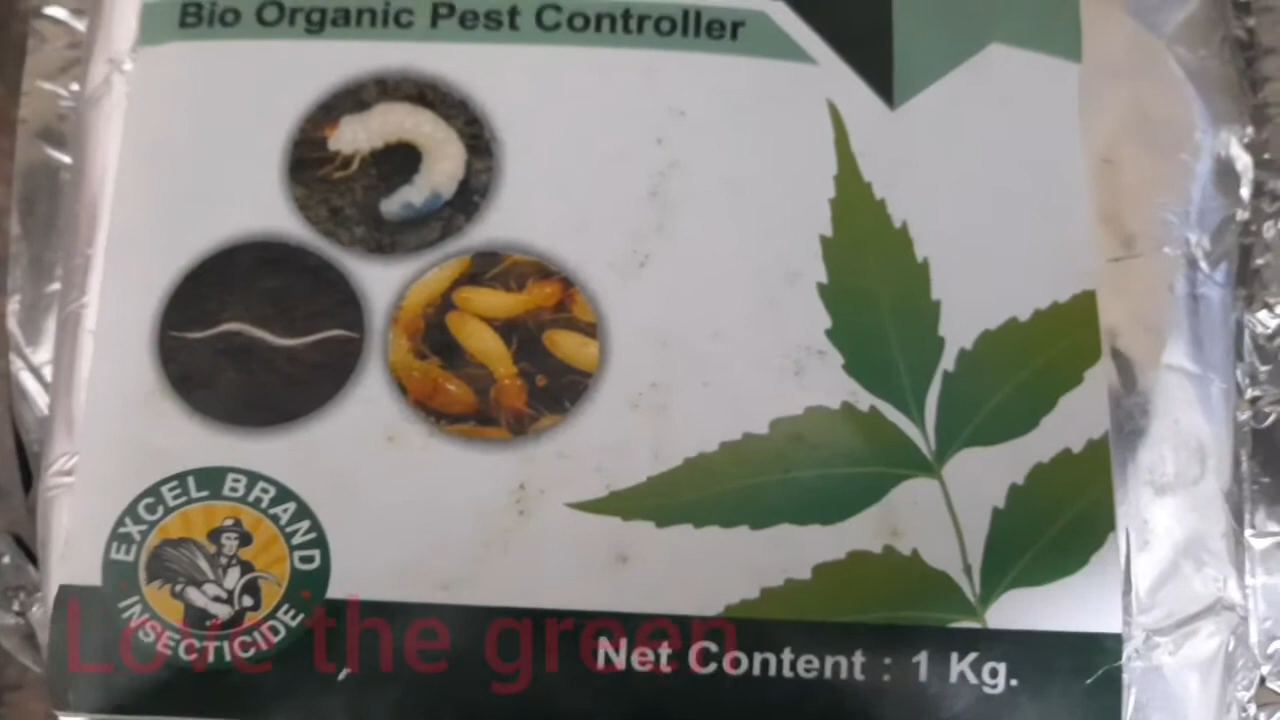 Bio Organic Pest Controller
EXCEL BRAND
INSECTICIDE
Love the green
Net Content : 1 Kg.